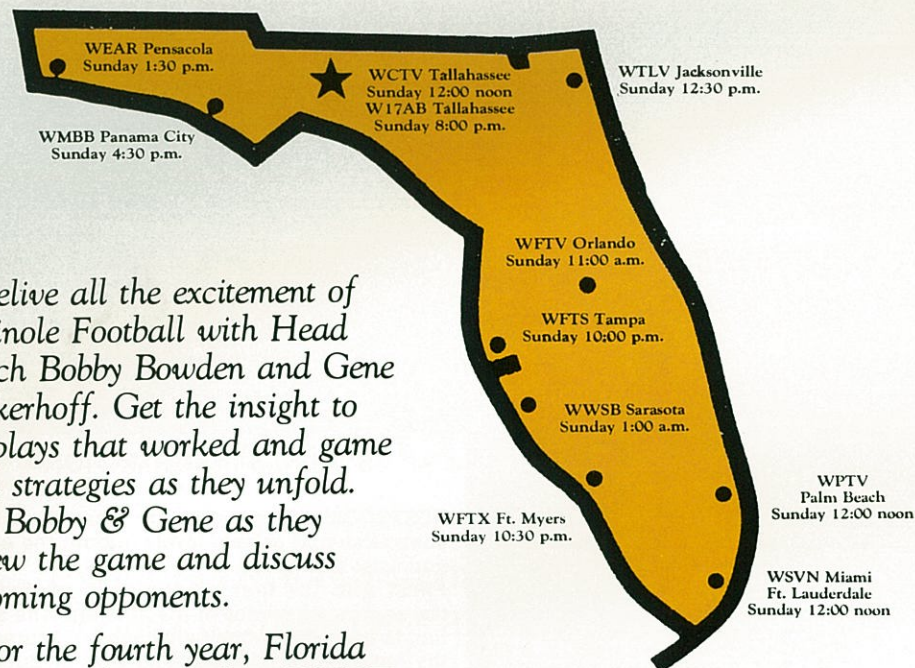 WEAR Pensacola
Sunday 1:30 p.m.
WCTV Tallahassee
Sunday 12:00 noon
W17AB Tallahassee
Sunday 8:00 p.m.
WTLV Jacksonville
Sunday 12:30 p.m.
WMBB Panama City
Sunday 4:30 p.m.
WFTV Orlando
Sunday 11:00 a.m.
WFTS Tampa
Sunday 10:00 p.m.
WWSB Sarasota
Sunday 1:00 a.m.
WPTV
Palm Beach
Sunday 12:00 noon
WFTX Ft. Myers
Sunday 10:30 p.m.
WSVN Miami
Ft. Lauderdale
Sunday 12:00 noon
elive all the excitement of
inole Football with Head
ch Bobby Bowden and Gene
kerhoff. Get the insight to
plays that worked and game
strategies as they unfold.
Bobby & Gene as they
ew the game and discuss
oming opponents.
or the fourth year, Florida